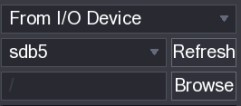 From I/O Device
sdb5 Refresh
/ Browse